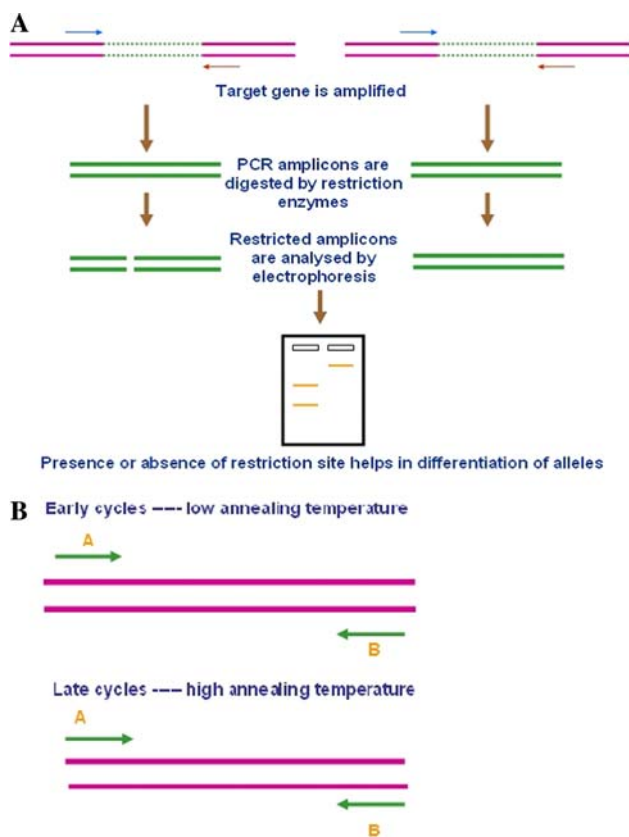 A
Target gene is amplified
PCR amplicons are
digested by restriction
enzymes
Restricted amplicons
are analysed by
electrophoresis
Presence or absence of restriction site helps in differentiation of alleles
B
Early cycles ---- low annealing temperature
A
B
Late cycles ---- high annealing temperature
A
B